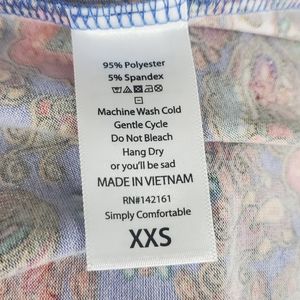 95% Polyester
5% Spandex
Machine Wash Cold
Gentle Cycle
Do Not Bleach
Hang Dry
or you'll be sad
MADE IN VIETNAM
RN#142161
Simply Comfortable
XXS